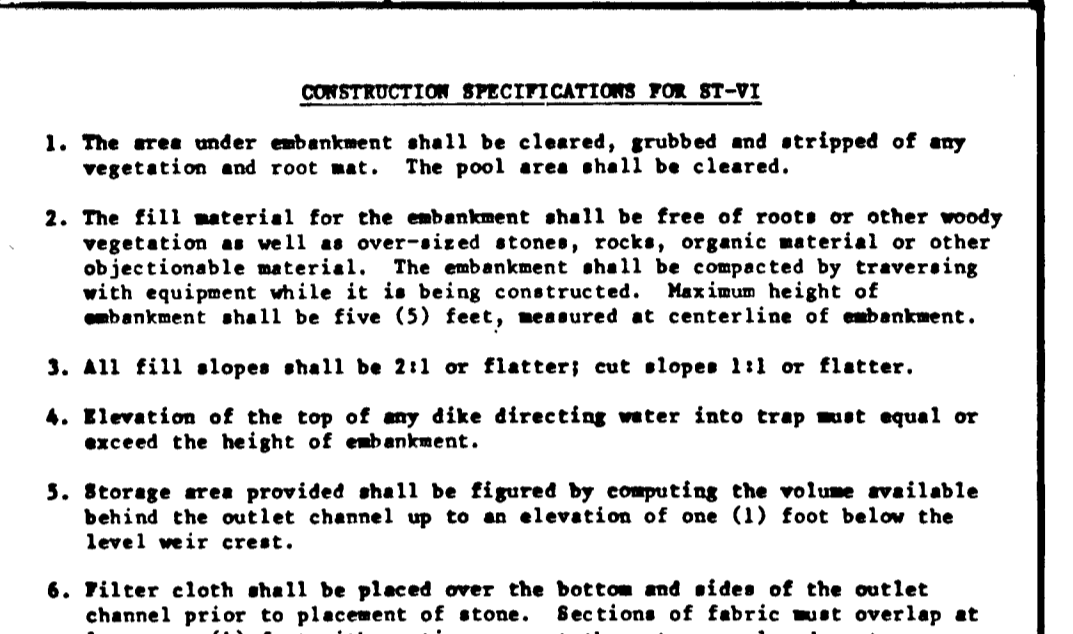 CONSTRUCTION SPECIFICATIONS FOR ST-VI
1. The area under embankment shall be cleared, grubbed and stripped of any
vegetation and root mat. The pool area shall be cleared.
2. The fill material for the embankment shall be free of roots or other woody
vegetation as well as over-sized stones, rocks, organic material or other
objectionable material. The embankment shall be compacted by traversing
with equipment while it is being constructed. Maximum height of
embankment shall be five (5) feet, measured at centerline of embankment.
3. All fill slopes shall be 2:1 or flatter; cut slopes 1:1 or flatter.
4. Elevation of the top of any dike directing water into trap must equal or
exceed the height of embankment.
5. Storage area provided shall be figured by computing the volume available
behind the outlet channel up to an elevation of one (1) foot below the
level weir crest.
6. Filter cloth shall be placed over the bottom and sides of the outlet
channel prior to placement of stone. Sections of fabric must overlap at